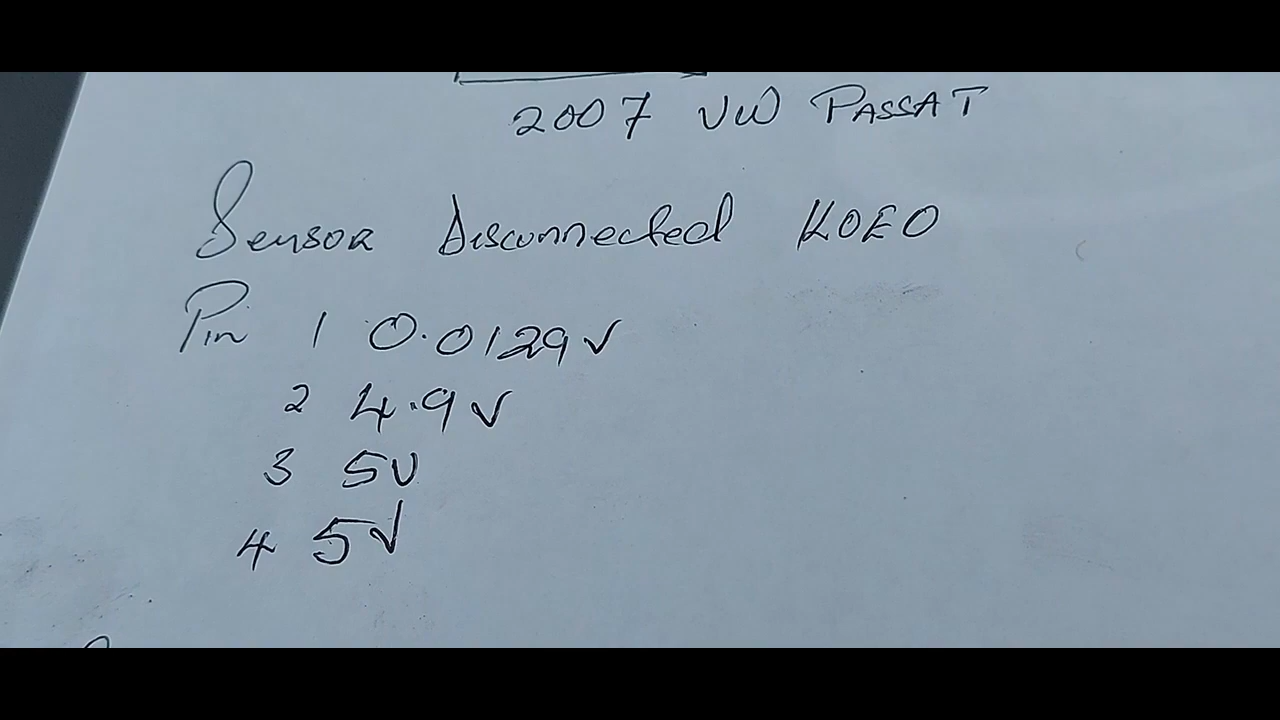 2007 VW PASSAT
Sensor Disconnected KOEO
Pin 1 0.0129V
2 4.9V
3 5V
4 5V